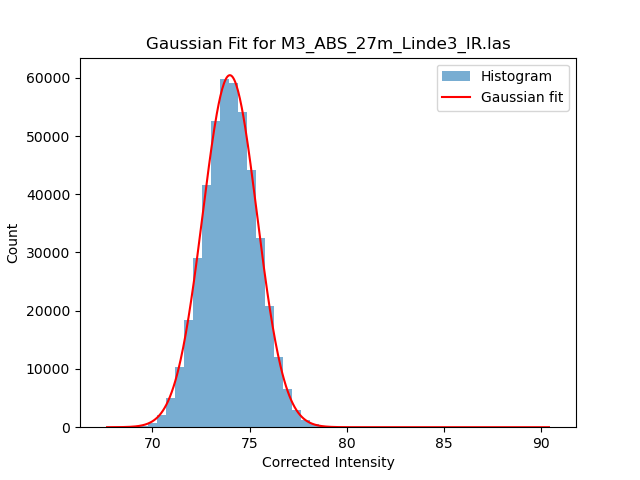 Gaussian Fit for M3_ABS_27m_Linde3_IR.las
Histogram
Gaussian fit
60000
50000
40000
30000
20000
10000
0
Count
70 75 80 85 90
Corrected Intensity